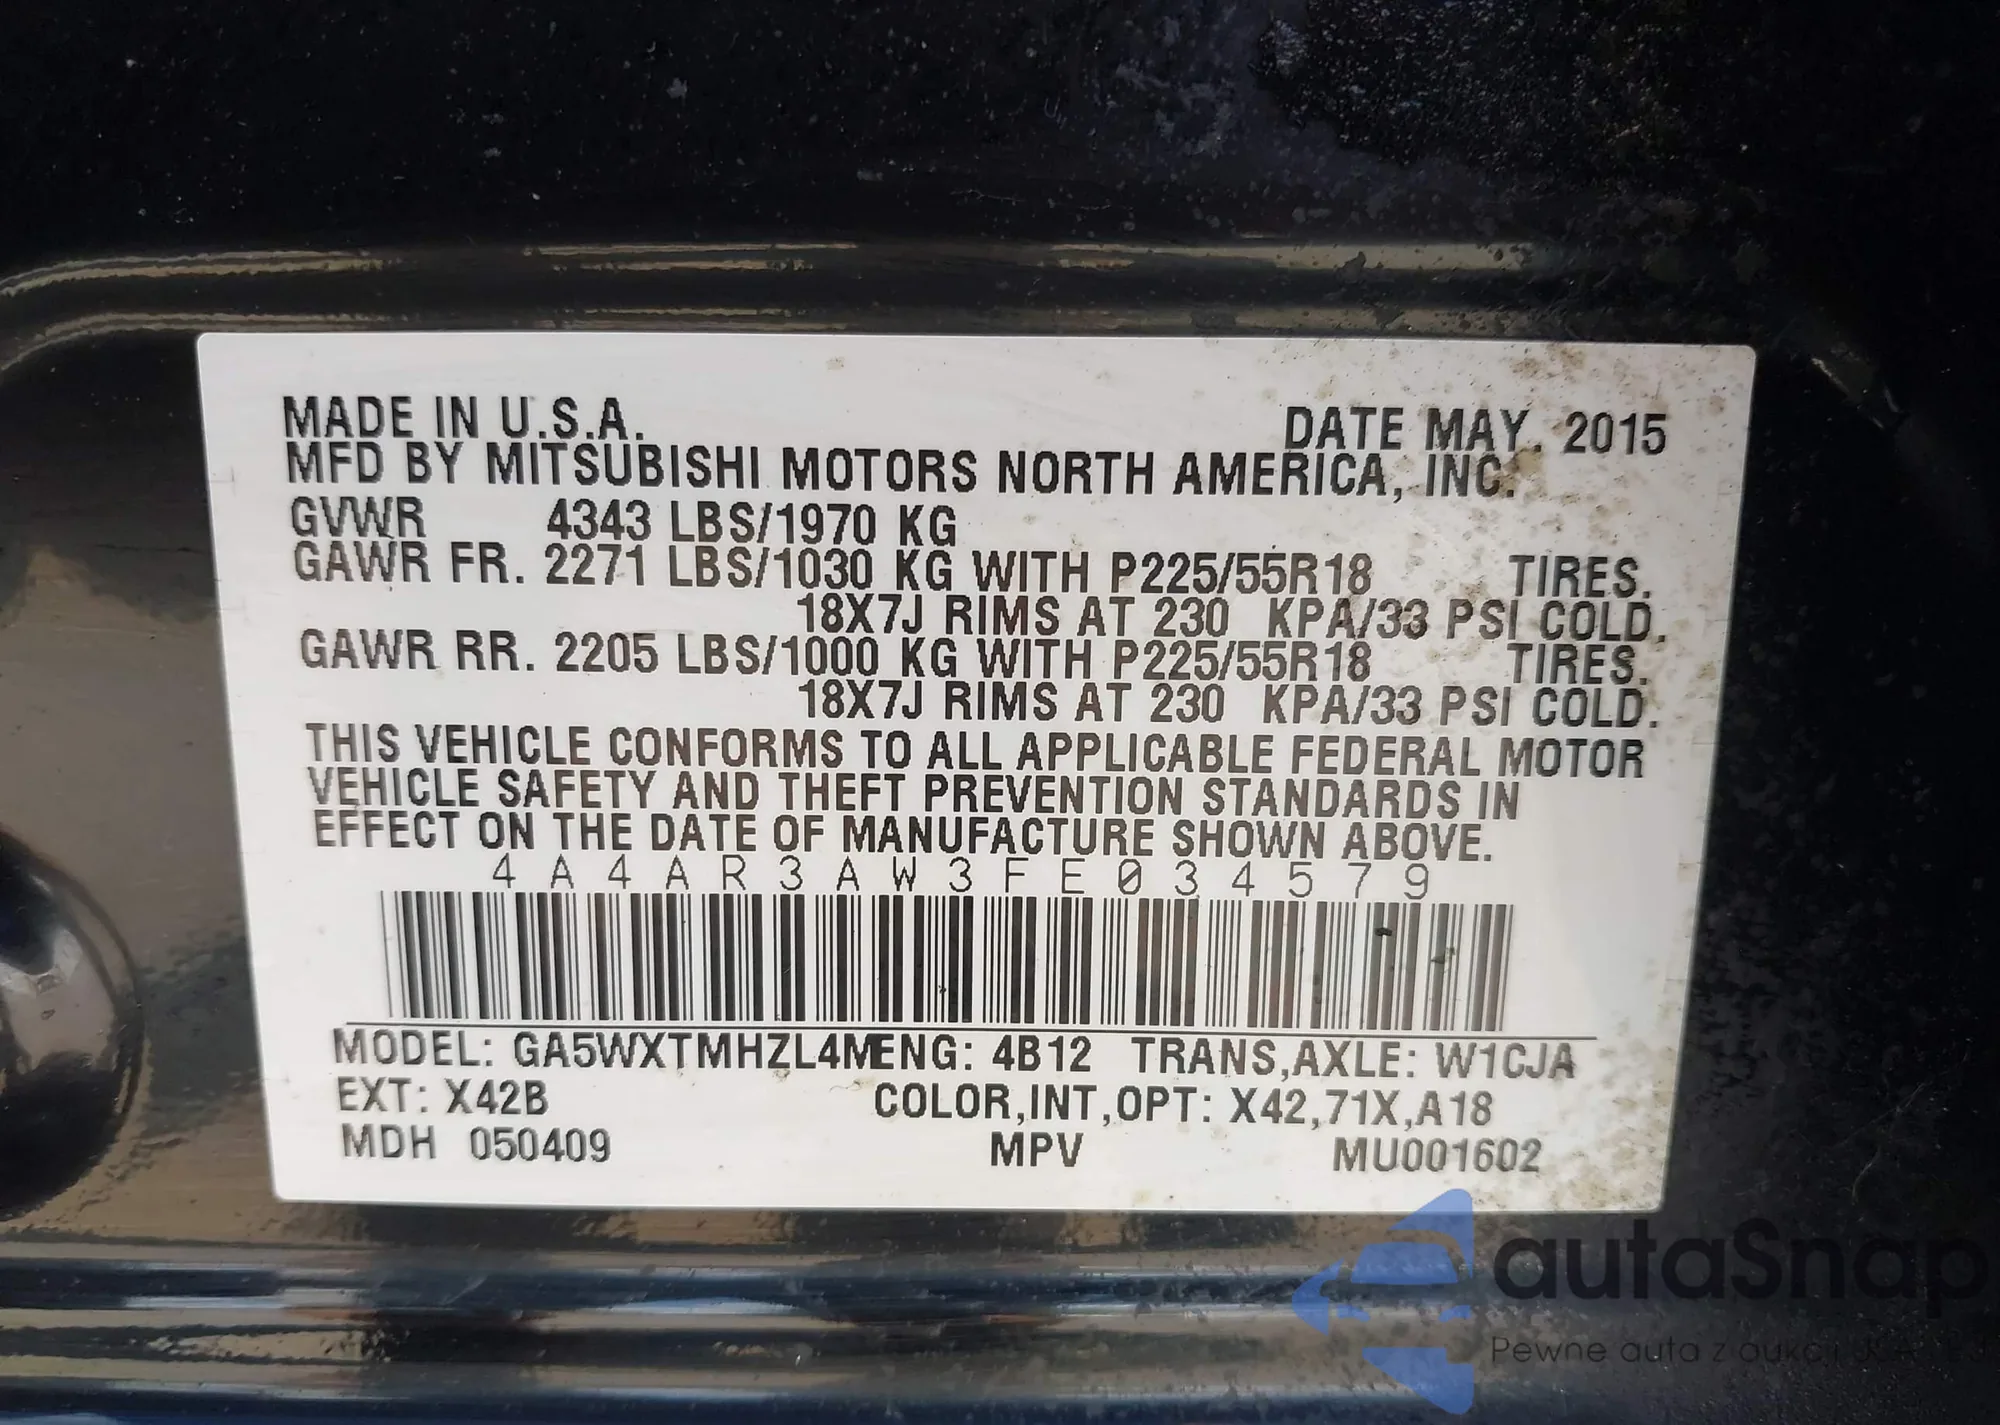 MADE IN U.S.A. DATE MAY. 2015
MFD BY MITSUBISHI MOTORS NORTH AMERICA, INC.
GVWR 4343 LBS/1970 KG
GAWR FR. 2271 LBS/1030 KG WITH P225/55R18 TIRES.
18X7J RIMS AT 230 KPA/33 PSI COLD.
GAWR RR. 2205 LBS/1000 KG WITH P225/55R18 TIRES.
18X7J RIMS AT 230 KPA/33 PSI COLD.
THIS VEHICLE CONFORMS TO ALL APPLICABLE FEDERAL MOTOR
VEHICLE SAFETY AND THEFT PREVENTION STANDARDS IN
EFFECT ON THE DATE OF MANUFACTURE SHOWN ABOVE.
4A4AR3AW3FE034579
MODEL: GA5WXTMHZL4MENG: 4B12 TRANS,AXLE: W1CJA
EXT: X42B COLOR,INT,OPT: X42,71X,A18
MDH 050409 MPV MU001602
autaSnap
Pewne auta z aukcji